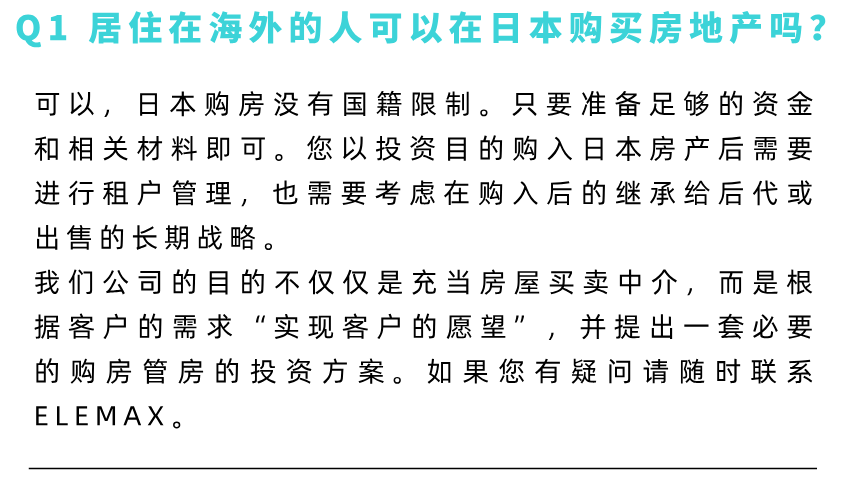 Q1 居住在海外的人可以在日本购买房地产吗？
可以，日本购房没有国籍限制。只要准备足够的资金
和相关材料即可。您以投资目的购入日本房产后需要
进行租户管理，也需要考虑在购入后的继承给后代或
出售的长期战略。
我们公司的目的不仅仅是充当房屋买卖中介，而是根
据客户的需求“实现客户的愿望”，并提出一套必要
的购房管房的投资方案。如果您有疑问请随时联系
ELEMAX。